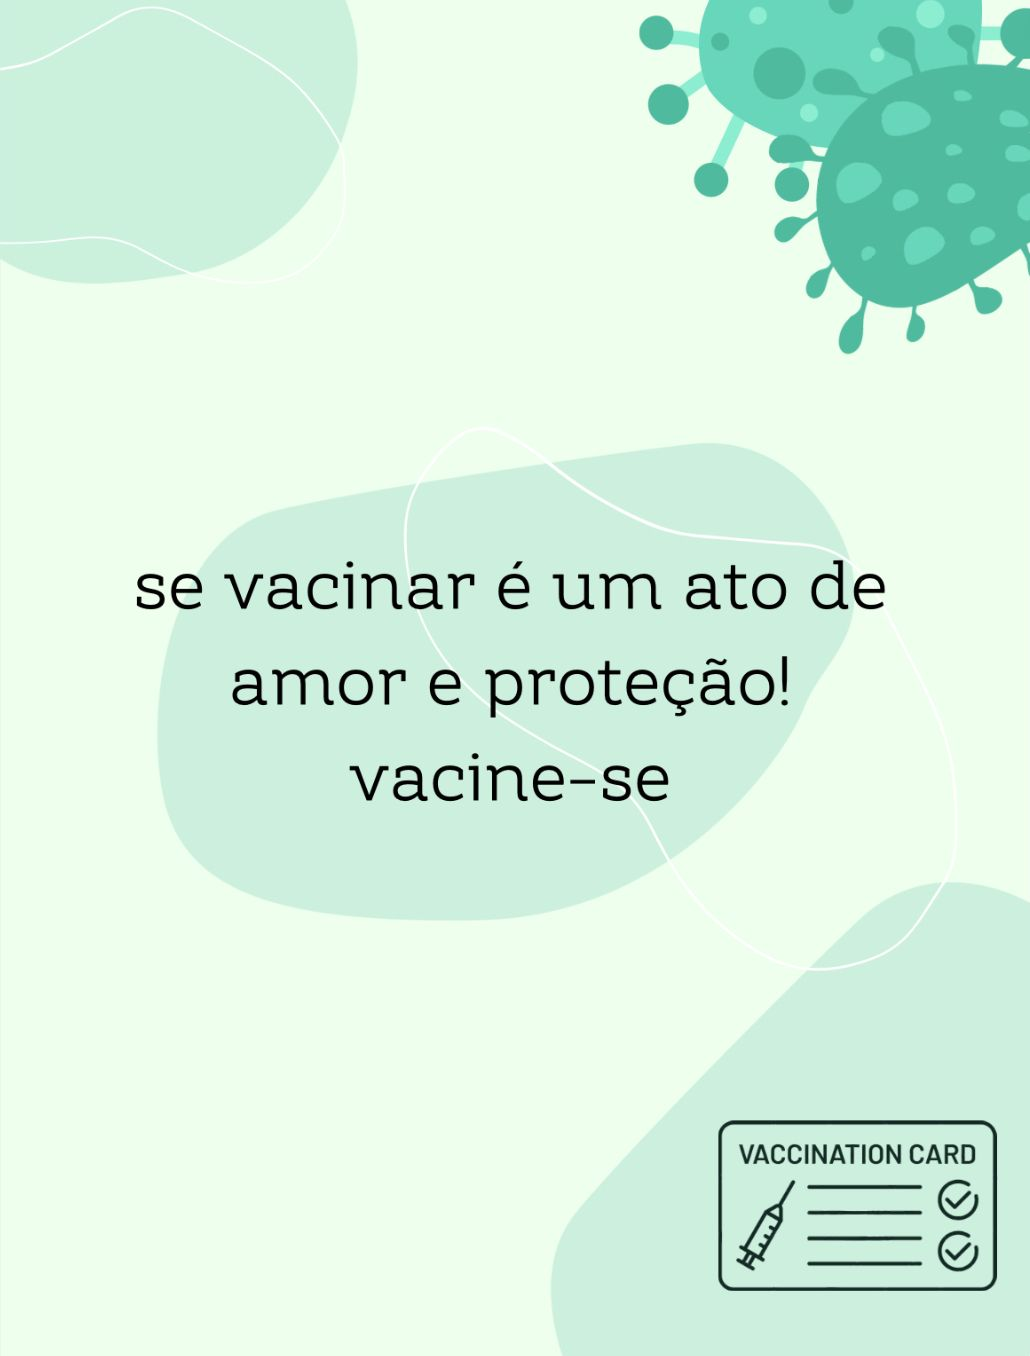 se vacinar é um ato de
amor e proteção!
vacine-se
VACCINATION CARD